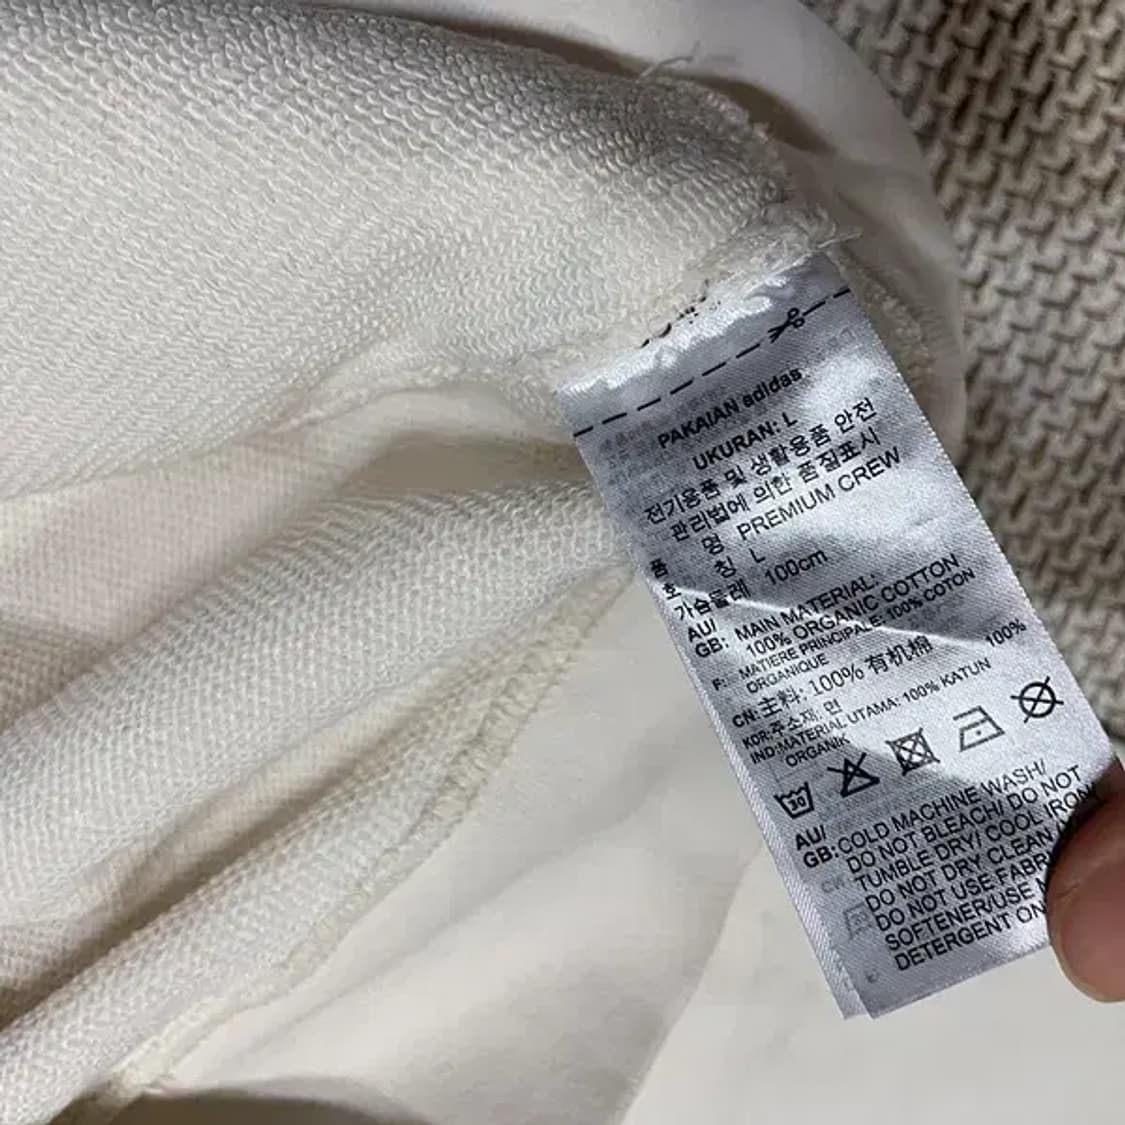 PAKAIAN adidas
UKURAN: L
전기용품 및 생활용품 안전
관리법에 의한 품질표시
품 명 PREMIUM CREW
호 칭 L
가슴둘레 100cm
AU/
GB: MAIN MATERIAL:
100% ORGANIC COTTON
F: MATIERE PRINCIPALE: 100% COTON
ORGANIQUE
CN: 主料: 100% 有机棉
KOR: 주소재: 면 100%
IND: MATERIAL UTAMA: 100% KATUN
ORGANIK
30
AU/
GB: COLD MACHINE WASH/
DO NOT BLEACH/ DO NOT
TUMBLE DRY/ COOL IRON/
DO NOT DRY CLEAN
DO NOT USE FABRI
SOFTENER/USE
DETERGENT ON